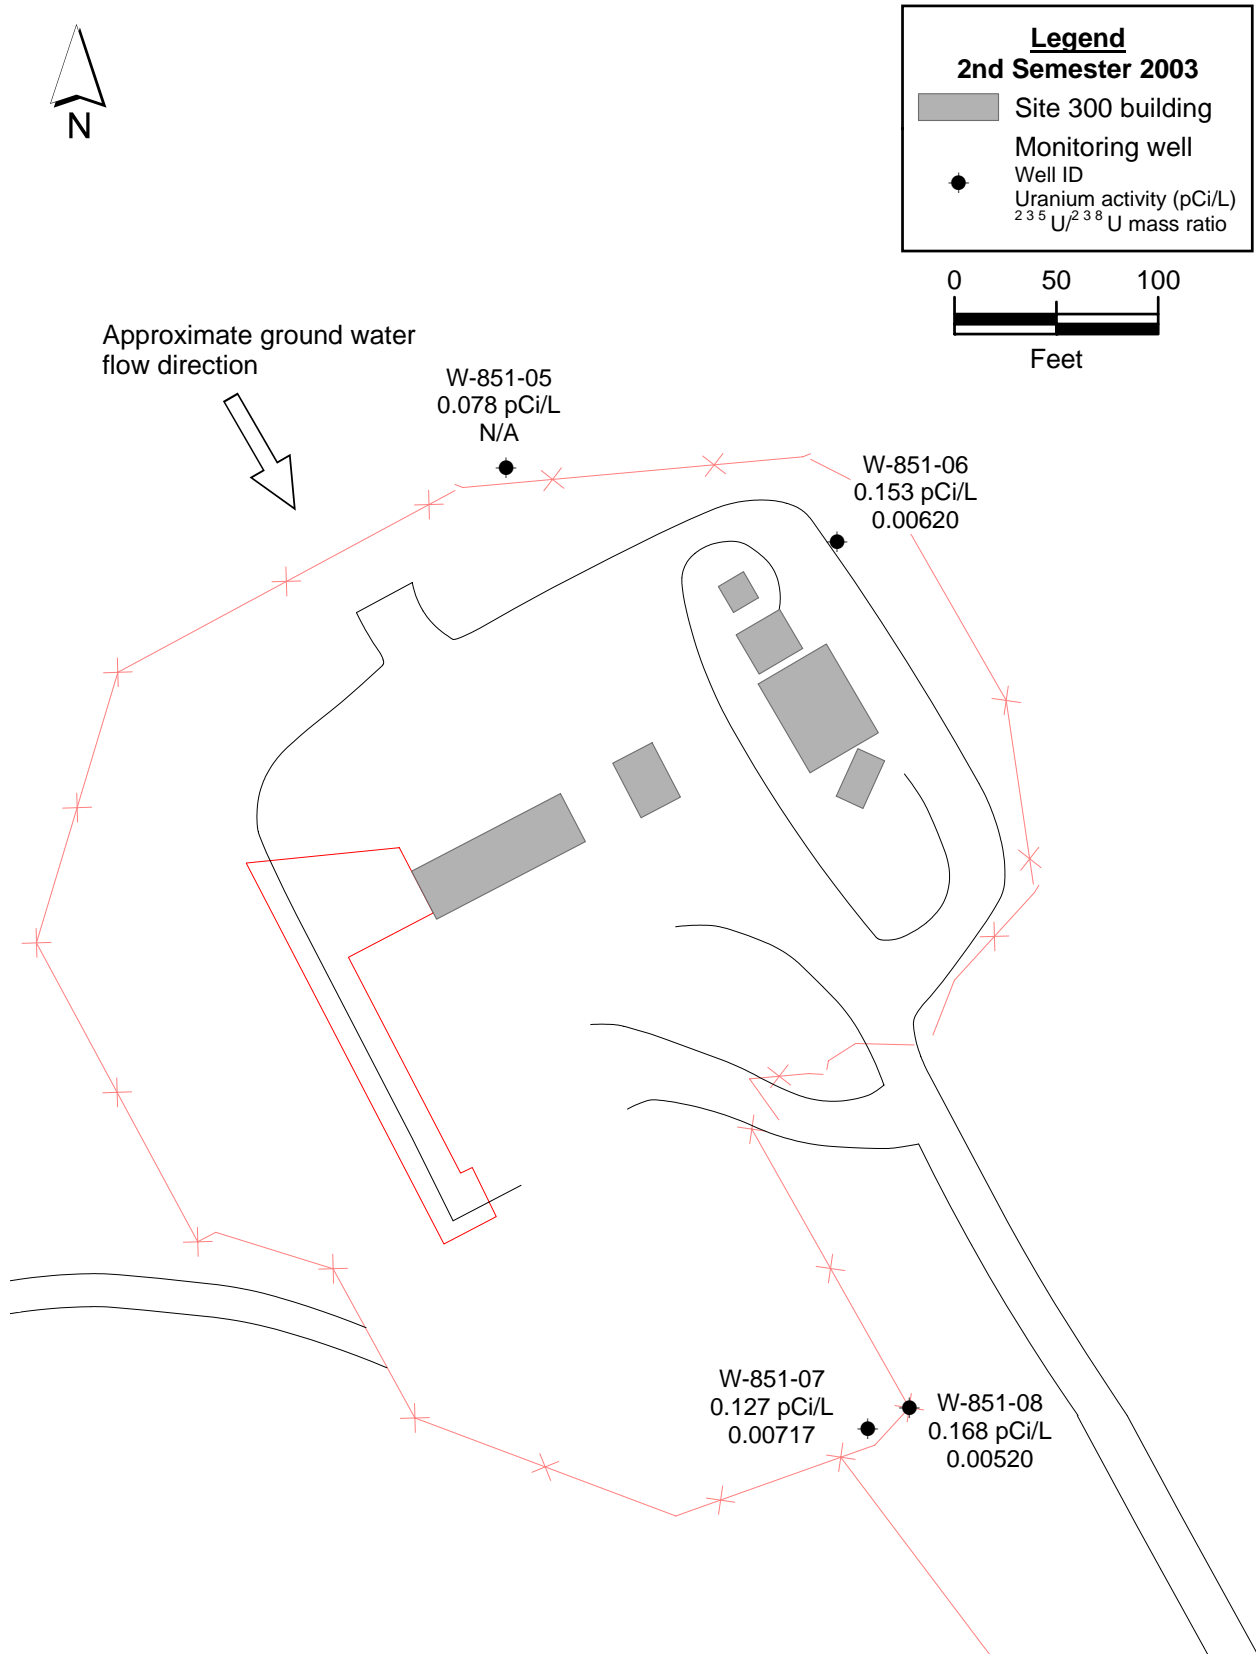 N
Legend
2nd Semester 2003
Site 300 building
Monitoring well
Well ID
Uranium activity (pCi/L)
235U/238U mass ratio
0 50 100
Feet
Approximate ground water
flow direction
W-851-05
0.078 pCi/L
N/A
W-851-06
0.153 pCi/L
0.00620
W-851-07
0.127 pCi/L
0.00717
W-851-08
0.168 pCi/L
0.00520